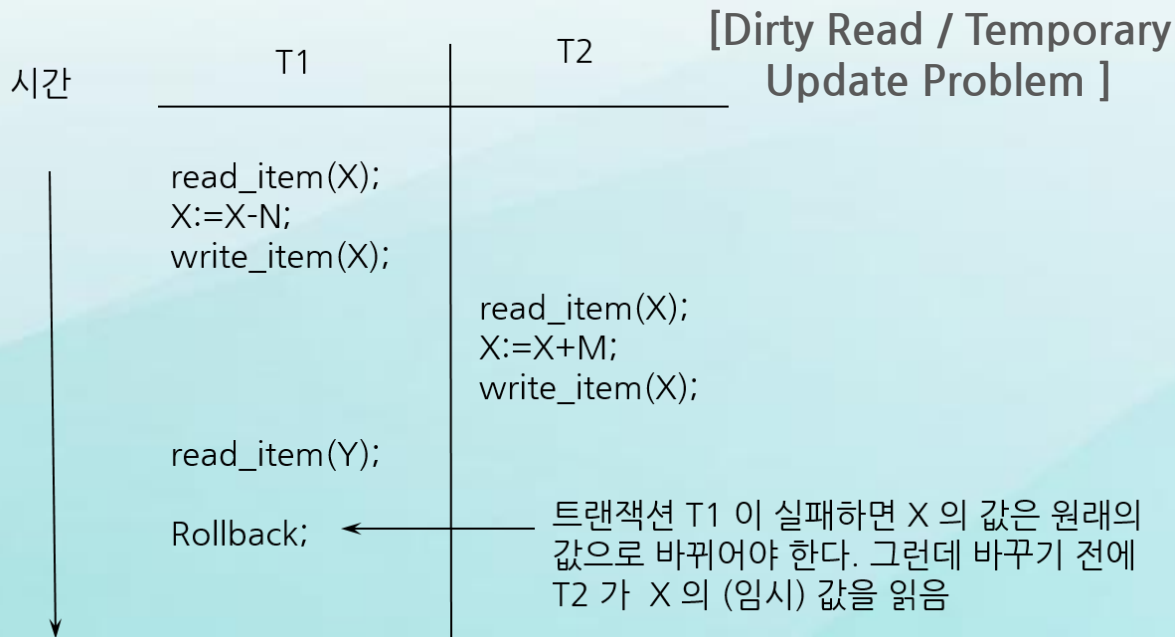 [Dirty Read / Temporary
Update Problem ]
시간
T1
T2
read_item(X);
X:=X-N;
write_item(X);
read_item(X);
X:=X+M;
write_item(X);
read_item(Y);
Rollback;
트랜잭션 T1 이 실패하면 X 의 값은 원래의
값으로 바뀌어야 한다. 그런데 바꾸기 전에
T2 가 X 의 (임시) 값을 읽음